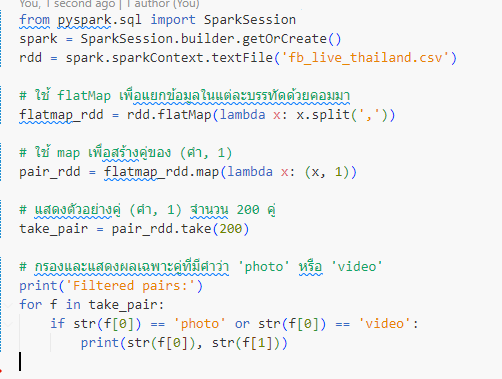 You, 1 second ago | 1 author (You)
from pyspark.sql import SparkSession
spark = SparkSession.builder.getOrCreate()
rdd = spark.sparkContext.textFile('fb_live_thailand.csv')
# ใช้ flatMap เพื่อแยกข้อมูลในแต่ละบรรทัดด้วยคอมมา
flatmap_rdd = rdd.flatMap(lambda x: x.split(','))
# ใช้ map เพื่อสร้างคู่ของ (คำ, 1)
pair_rdd = flatmap_rdd.map(lambda x: (x, 1))
# แสดงตัวอย่างคู่ (คำ, 1) จำนวน 200 คู่
take_pair = pair_rdd.take(200)
# กรองและแสดงผลเฉพาะคู่ที่มีคำว่า 'photo' หรือ 'video'
print('Filtered pairs:')
for f in take_pair:
    if str(f[0]) == 'photo' or str(f[0]) == 'video':
        print(str(f[0]), str(f[1]))